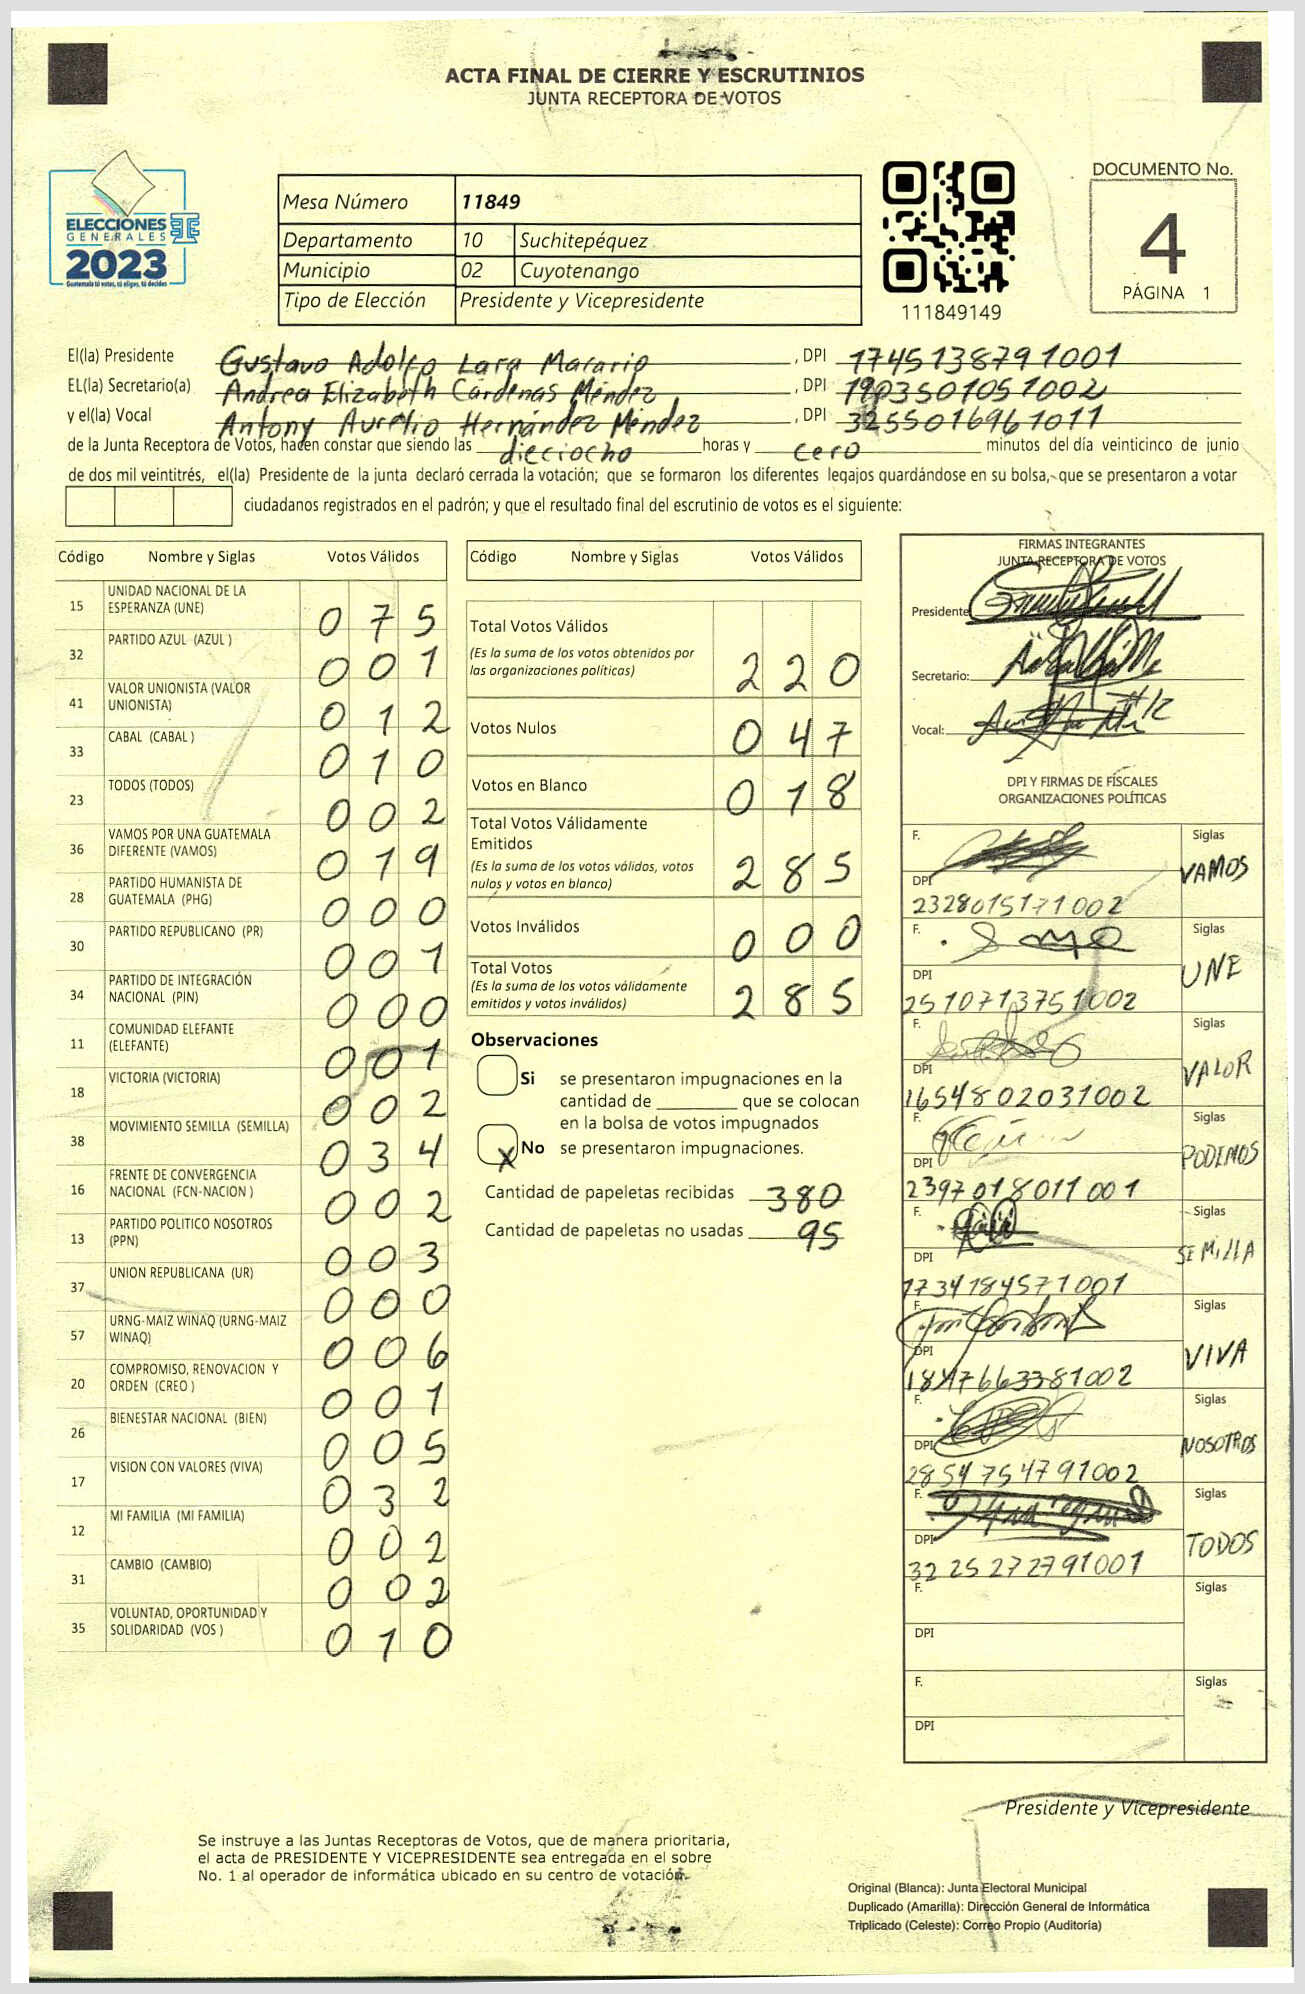 ACTA FINAL DE CIERRE Y ESCRUTINIOS
JUNTA RECEPTORA DE VOTOS
ELECCIONES
GENERALES
2023
Guatemala tú votas, tú eliges, tú decides
Mesa Número 11849
Departamento 10 Suchitepéquez
Municipio 02 Cuyotenango
Tipo de Elección Presidente y Vicepresidente
111849149
DOCUMENTO No.
4
PÁGINA 1
El(la) Presidente Gustavo Adolfo Lara Macario, DPI 1745138791001
EL(la) Secretario(a) Andrea Elizabeth Cárdenas Méndez, DPI 1903501051002
y el(la) Vocal Antony Aurelio Hernández Méndez, DPI 3255016961011
de la Junta Receptora de Votos, hacen constar que siendo las dieciocho horas y cero minutos del día veinticinco de junio
de dos mil veintitrés, el(la) Presidente de la junta declaró cerrada la votación; que se formaron los diferentes legajos guardándose en su bolsa, que se presentaron a votar
ciudadanos registrados en el padrón; y que el resultado final del escrutinio de votos es el siguiente:
Código Nombre y Siglas Votos Válidos
15 UNIDAD NACIONAL DE LA ESPERANZA (UNE) 075
32 PARTIDO AZUL (AZUL ) 001
41 VALOR UNIONISTA (VALOR UNIONISTA) 012
33 CABAL (CABAL ) 010
23 TODOS (TODOS) 002
36 VAMOS POR UNA GUATEMALA DIFERENTE (VAMOS) 019
28 PARTIDO HUMANISTA DE GUATEMALA (PHG) 000
30 PARTIDO REPUBLICANO (PR) 001
34 PARTIDO DE INTEGRACIÓN NACIONAL (PIN) 000
11 COMUNIDAD ELEFANTE (ELEFANTE) 001
18 VICTORIA (VICTORIA) 002
38 MOVIMIENTO SEMILLA (SEMILLA) 034
16 FRENTE DE CONVERGENCIA NACIONAL (FCN-NACION ) 002
13 PARTIDO POLITICO NOSOTROS (PPN) 003
37 UNION REPUBLICANA (UR) 000
57 URNG-MAIZ WINAQ (URNG-MAIZ WINAQ) 006
20 COMPROMISO, RENOVACION Y ORDEN (CREO ) 001
26 BIENESTAR NACIONAL (BIEN) 005
17 VISION CON VALORES (VIVA) 032
12 MI FAMILIA (MI FAMILIA) 002
31 CAMBIO (CAMBIO) 002
35 VOLUNTAD, OPORTUNIDAD Y SOLIDARIDAD (VOS ) 010
Código Nombre y Siglas Votos Válidos
Total Votos Válidos
(Es la suma de los votos obtenidos por
las organizaciones políticas) 220
Votos Nulos 047
Votos en Blanco 018
Total Votos Válidamente
Emitidos
(Es la suma de los votos válidos, votos
nulos y votos en blanco) 285
Votos Inválidos 000
Total Votos
(Es la suma de los votos válidamente
emitidos y votos inválidos) 285
Observaciones
Si se presentaron impugnaciones en la
cantidad de ________ que se colocan
en la bolsa de votos impugnados
X No se presentaron impugnaciones.
Cantidad de papeletas recibidas 380
Cantidad de papeletas no usadas 95
FIRMAS INTEGRANTES
JUNTA RECEPTORA DE VOTOS
Presidente:
Secretario:
Vocal:
DPI Y FIRMAS DE FISCALES
ORGANIZACIONES POLÍTICAS
F. Siglas
VAMOS
DPI
2328015171002
F. Siglas
UNE
DPI
2510713751002
F. Siglas
VALOR
DPI
1654802031002
F. Siglas
PODEMOS
DPI
2397018011001
F. Siglas
SEMILLA
DPI
1734184571001
F. Siglas
VIVA
DPI
F. Siglas
NOSOTROS
DPI
2854754791002
F. Siglas
TODOS
DPI
3225272791001
F. Siglas
DPI
F. Siglas
DPI
Presidente y Vicepresidente
Se instruye a las Juntas Receptoras de Votos, que de manera prioritaria,
el acta de PRESIDENTE Y VICEPRESIDENTE sea entregada en el sobre
No. 1 al operador de informática ubicado en su centro de votación.
Original (Blanca): Junta Electoral Municipal
Duplicado (Amarilla): Dirección General de Informática
Triplicado (Celeste): Correo Propio (Auditoría)